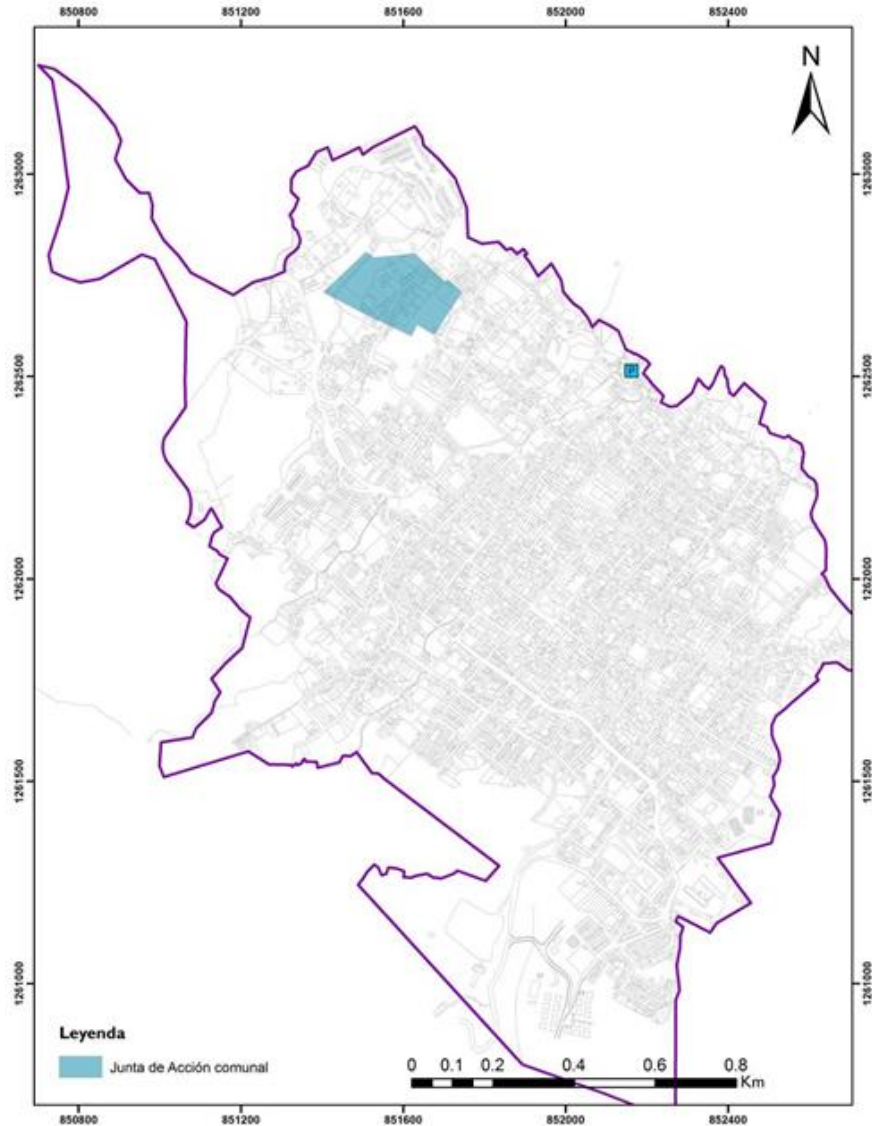 850800 851200 851600 852000 852400
N
1263000 1263000
1262500 1262500
P
1262000 1262000
1261500 1261500
1261000 1261000
Leyenda
Junta de Acción comunal
0 0.1 0.2 0.4 0.6 0.8
Km
850800 851200 851600 852000 852400